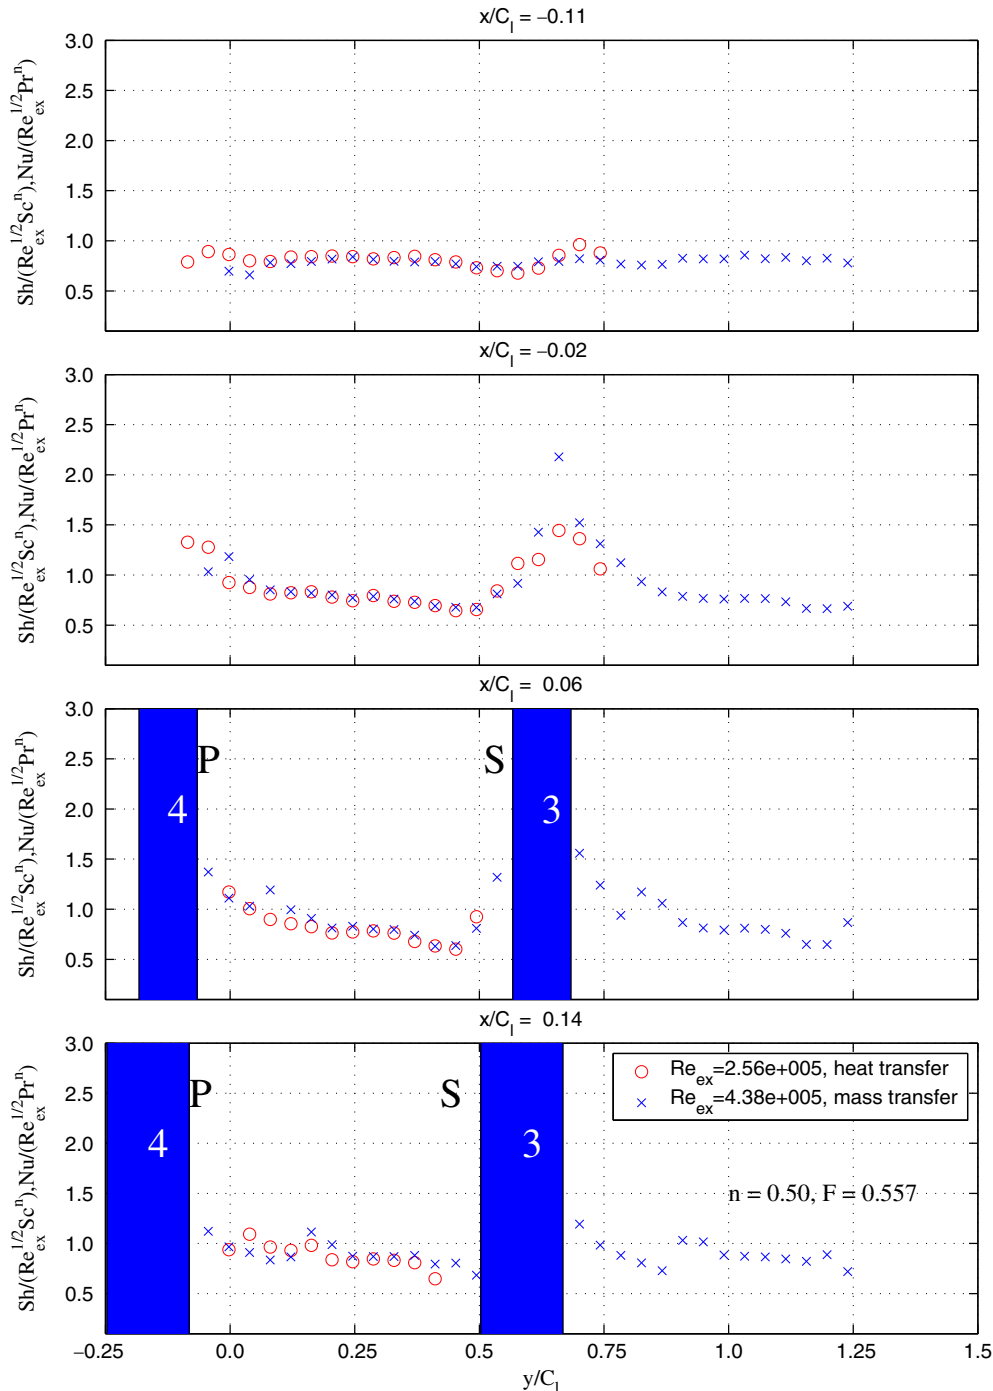 x/C_l = −0.11
3.0
2.5
2.0
1.5
1.0
0.5
Sh/(Re_ex^1/2 Sc^n),Nu/(Re_ex^1/2 Pr^n)
x/C_l = −0.02
3.0
2.5
2.0
1.5
1.0
0.5
Sh/(Re_ex^1/2 Sc^n),Nu/(Re_ex^1/2 Pr^n)
x/C_l = 0.06
3.0
2.5
2.0
1.5
1.0
0.5
Sh/(Re_ex^1/2 Sc^n),Nu/(Re_ex^1/2 Pr^n)
P
S
4
3
x/C_l = 0.14
3.0
2.5
2.0
1.5
1.0
0.5
Sh/(Re_ex^1/2 Sc^n),Nu/(Re_ex^1/2 Pr^n)
Re_ex=2.56e+005, heat transfer
Re_ex=4.38e+005, mass transfer
P
S
4
3
n = 0.50, F = 0.557
−0.25 0.0 0.25 0.5 0.75 1.0 1.25 1.5
y/C_l